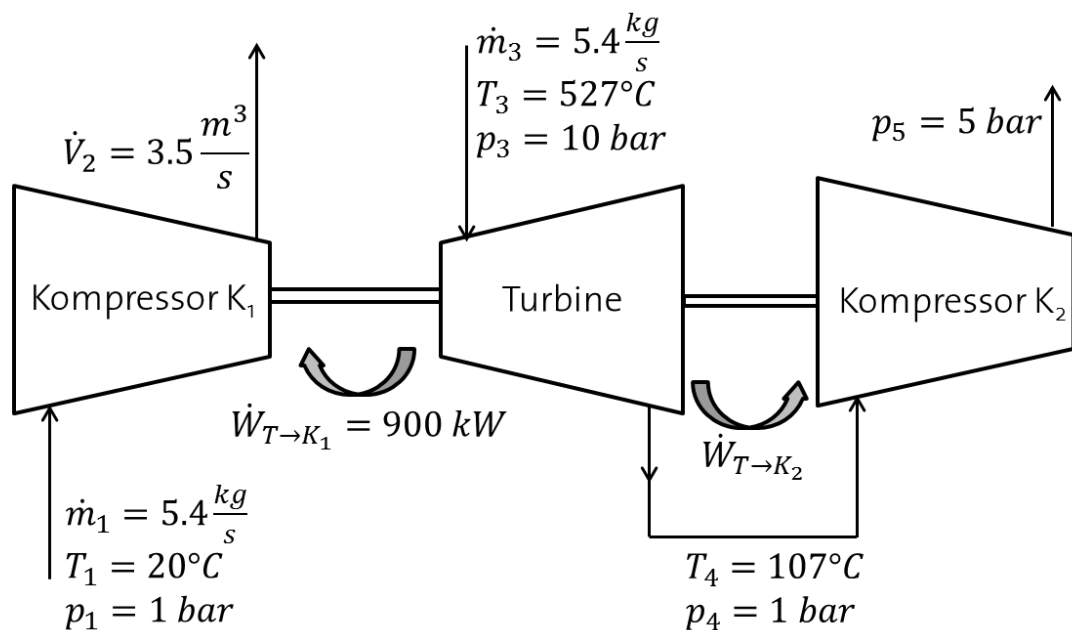 V̇₂ = 3.5 m³/s
ṁ₃ = 5.4 kg/s
T₃ = 527°C
p₃ = 10 bar
p₅ = 5 bar
Kompressor K₁
Turbine
Kompressor K₂
Ẇ_T→K₁ = 900 kW
Ẇ_T→K₂
ṁ₁ = 5.4 kg/s
T₁ = 20°C
p₁ = 1 bar
T₄ = 107°C
p₄ = 1 bar